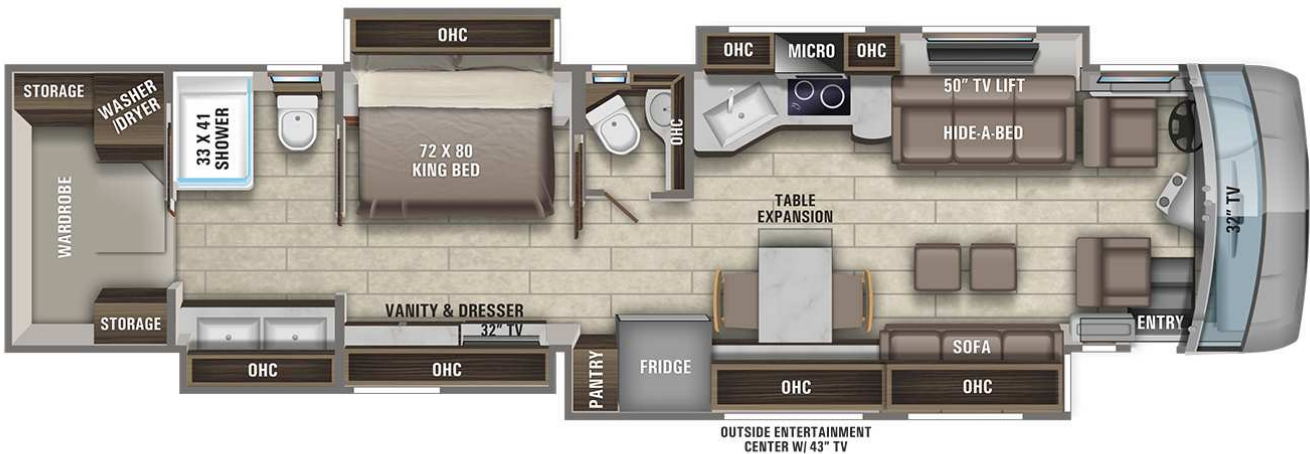 OHC
OHC
MICRO
OHC
STORAGE
WASHER
/DRYER
33 X 41
SHOWER
50" TV LIFT
HIDE-A-BED
OHC
72 X 80
KING BED
WARDROBE
TABLE
EXPANSION
32" TV
STORAGE
VANITY & DRESSER
32" TV
ENTRY
SOFA
OHC
OHC
PANTRY
FRIDGE
OHC
OHC
OUTSIDE ENTERTAINMENT
CENTER W/ 43" TV